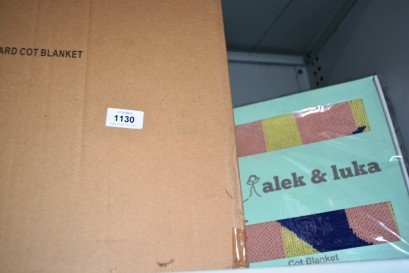 ARD COT BLANKET
1130
alek & luka
Cot Blanket